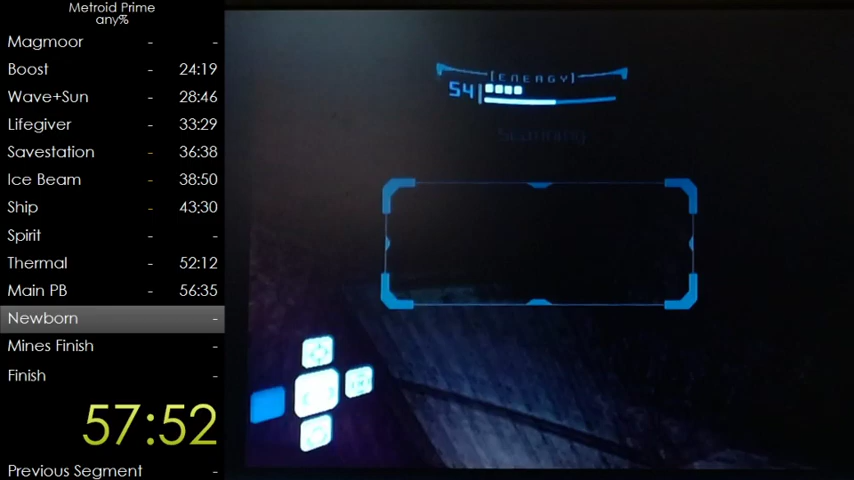 Metroid Prime
any%
Magmoor - -
Boost - 24:19
Wave+Sun - 28:46
Lifegiver - 33:29
Savestation - 36:38
Ice Beam - 38:50
Ship - 43:30
Spirit - -
Thermal - 52:12
Main PB - 56:35
Newborn -
Mines Finish -
Finish -
57:52
Previous Segment -
[ENERGY]
54
Scanning